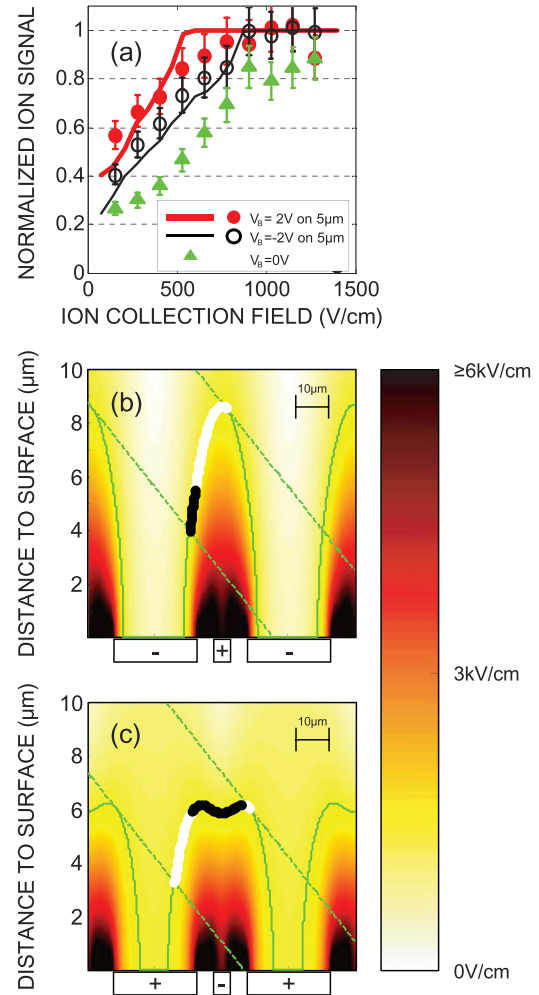 (a)
NORMALIZED ION SIGNAL
1
0.8
0.6
0.4
0.2
0
0 500 1000 1500
V_B= 2V on 5µm
V_B=-2V on 5µm
V_B=0V
ION COLLECTION FIELD (V/cm)
(b)
DISTANCE TO SURFACE (µm)
10
8
6
4
2
10µm
- + -
(c)
DISTANCE TO SURFACE (µm)
10
8
6
4
2
10µm
+ - +
≥6kV/cm
3kV/cm
0V/cm